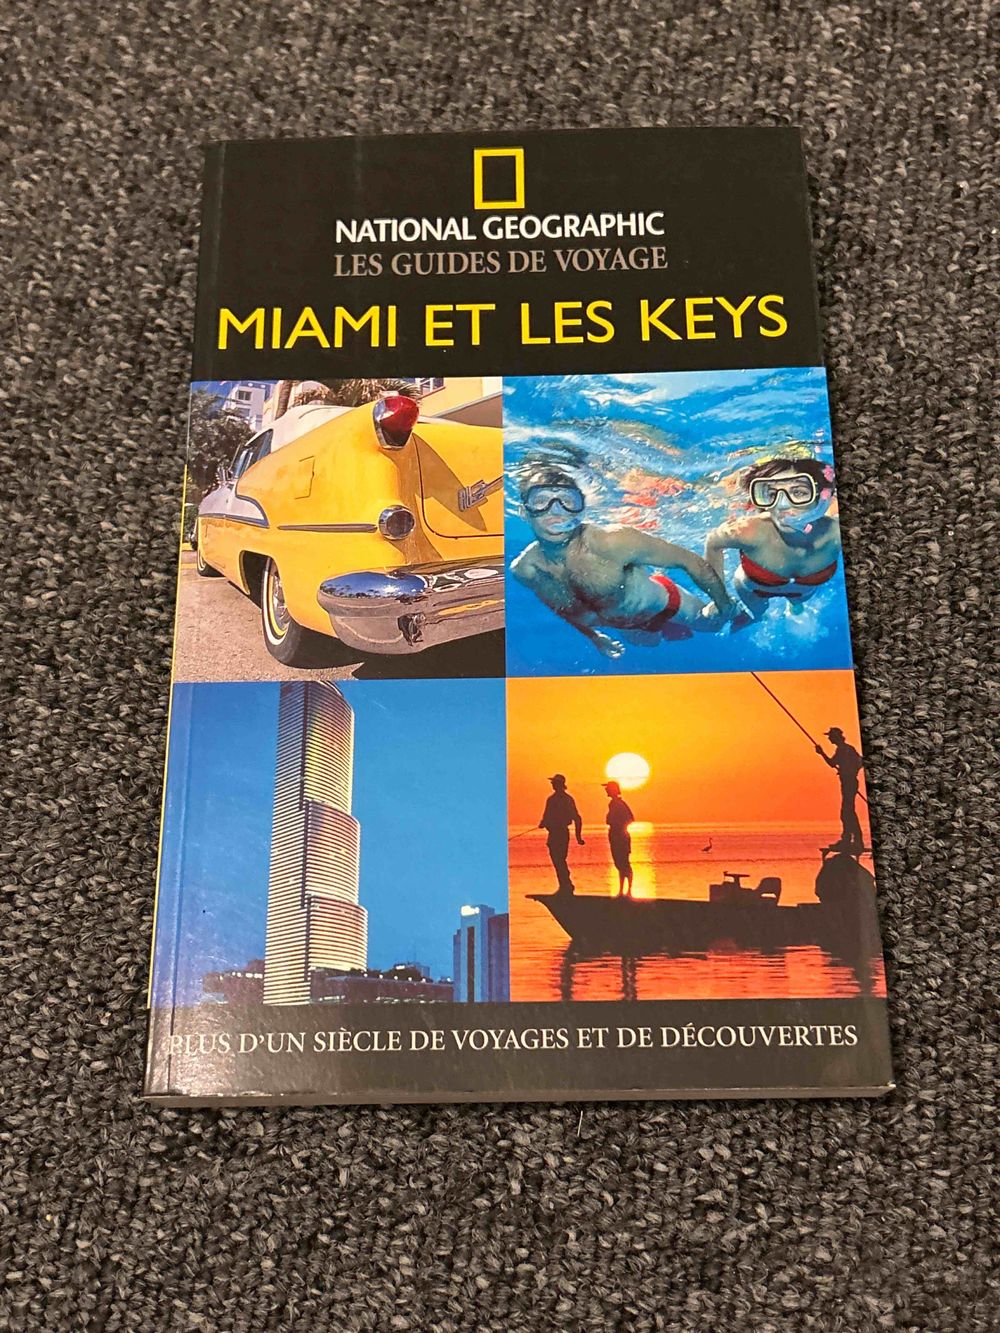 NATIONAL GEOGRAPHIC
LES GUIDES DE VOYAGE
MIAMI ET LES KEYS
PLUS D'UN SIÈCLE DE VOYAGES ET DE DÉCOUVERTES